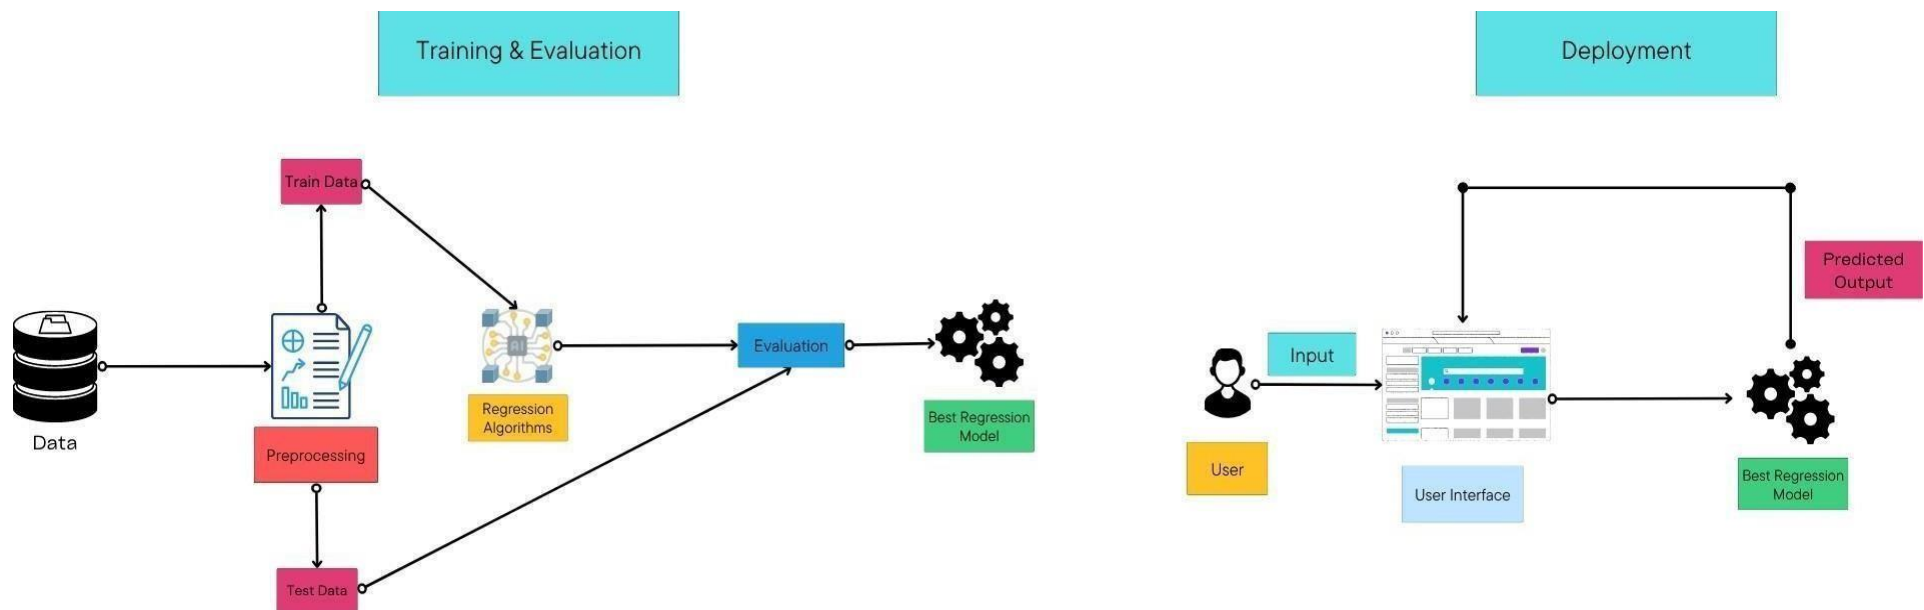 Training & Evaluation
Deployment
Train Data
Predicted
Output
Evaluation
Input
AI
Regression
Algorithms
Best Regression
Model
Data
Preprocessing
User
User Interface
Best Regression
Model
Test Data